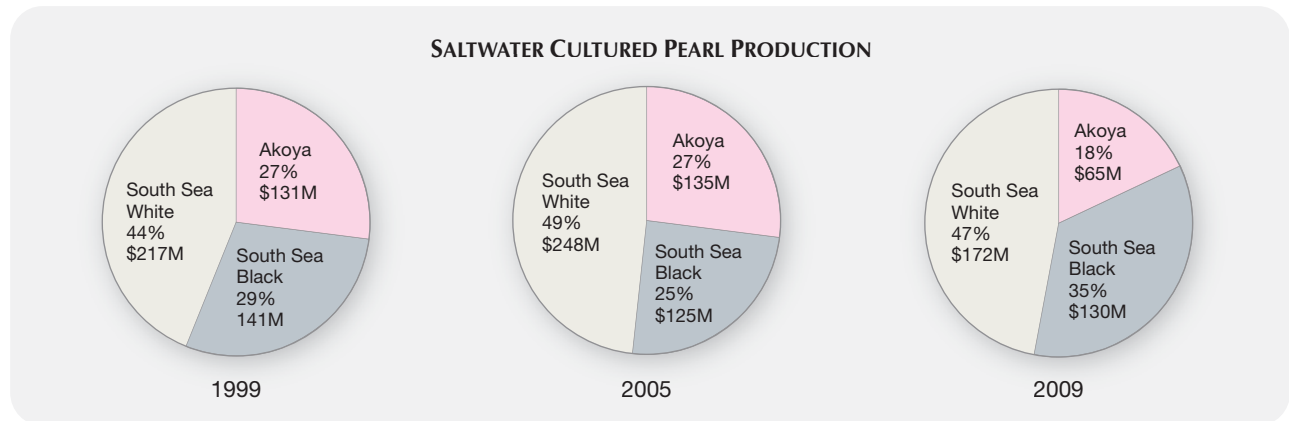 SALTWATER CULTURED PEARL PRODUCTION
South Sea
White
44%
$217M
Akoya
27%
$131M
South Sea
Black
29%
141M
1999
South Sea
White
49%
$248M
Akoya
27%
$135M
South Sea
Black
25%
$125M
2005
South Sea
White
47%
$172M
Akoya
18%
$65M
South Sea
Black
35%
$130M
2009